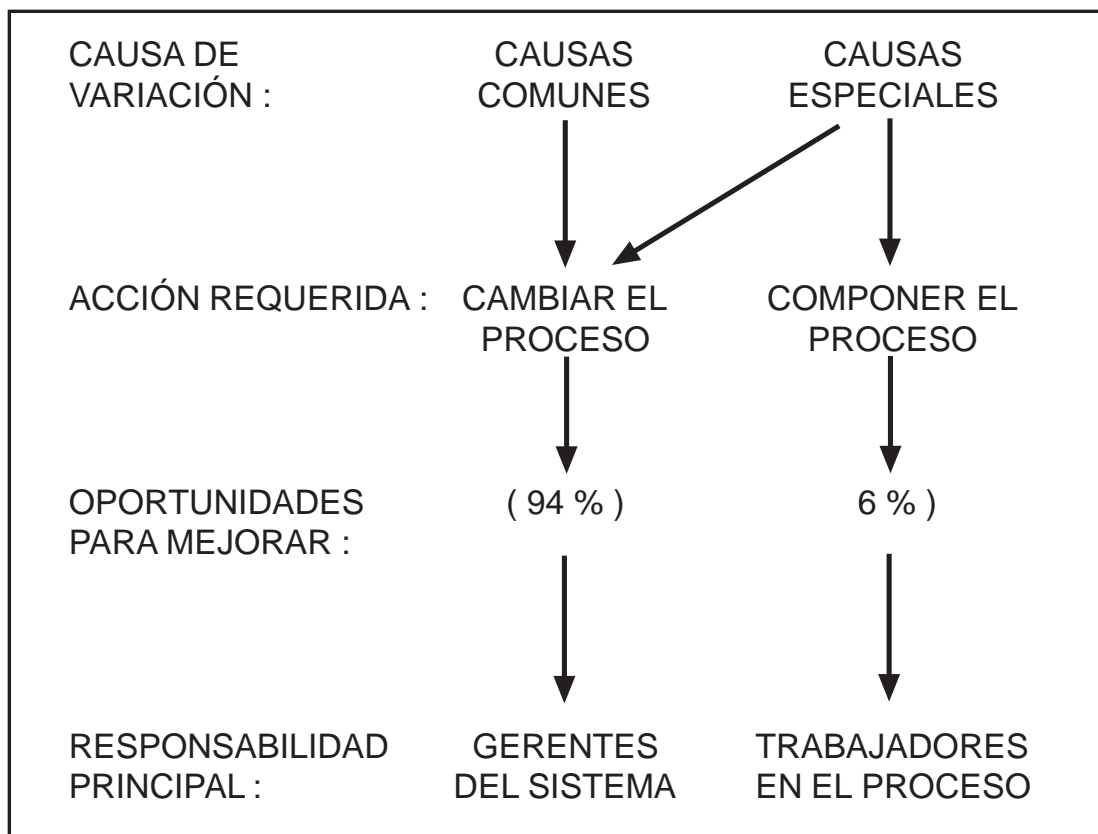 CAUSA DE VARIACIÓN :
CAUSAS COMUNES
CAUSAS ESPECIALES
ACCIÓN REQUERIDA :
CAMBIAR EL PROCESO
COMPONER EL PROCESO
OPORTUNIDADES PARA MEJORAR :
( 94 % )
6 % )
RESPONSABILIDAD PRINCIPAL :
GERENTES DEL SISTEMA
TRABAJADORES EN EL PROCESO